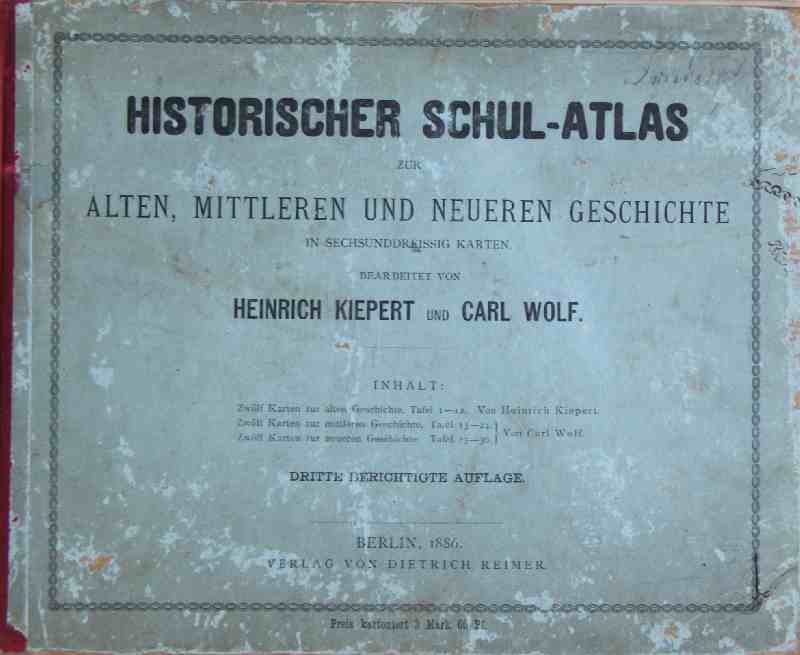 HISTORISCHER SCHUL-ATLAS
ZUR
ALTEN, MITTLEREN UND NEUEREN GESCHICHTE
IN SECHSUNDDREISSIG KARTEN.
BEARBEITET VON
HEINRICH KIEPERT UND CARL WOLF.
INHALT:
Zwölf Karten zur alten Geschichte. Tafel 1—12. Von Heinrich Kiepert.
Zwölf Karten zur mittleren Geschichte. Tafel 13—24.
Zwölf Karten zur neueren Geschichte. Tafel 25—36.
Von Carl Wolf.
DRITTE BERICHTIGTE AUFLAGE.
BERLIN, 1886.
VERLAG VON DIETRICH REIMER.
Preis kartonnert 3 Mark. 60 Pf.